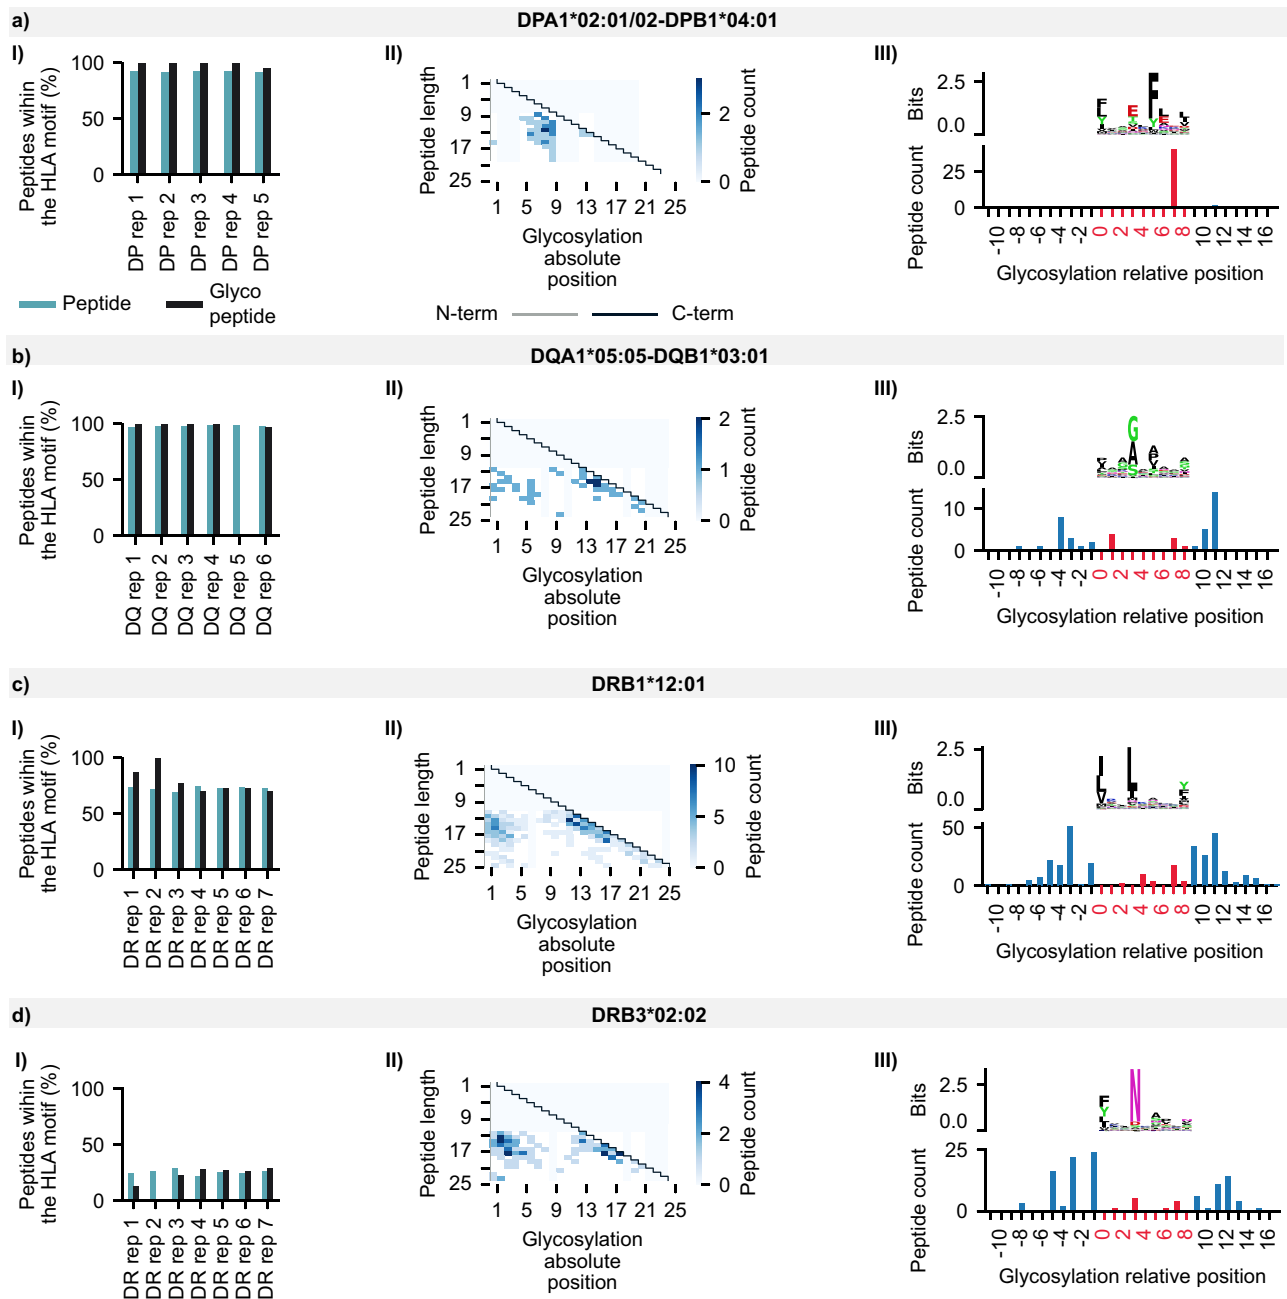 a)
DPA1*02:01/02-DPB1*04:01
I)
Peptides wihin
the HLA motif (%)
100
50
0
DP rep 1
DP rep 2
DP rep 3
DP rep 4
DP rep 5
Peptide
Glyco
peptide
II)
Peptide length
1
9
17
25
1 5 9 13 17 21 25
Glycosylation
absolute
position
2
1
0
Peptide count
N-term
C-term
III)
Bits
2.5
0.0
Peptide count
25
0
-10 -8 -6 -4 -2 0 2 4 6 8 10 12 14 16
Glycosylation relative position
b)
DQA1*05:05-DQB1*03:01
I)
Peptides wihin
the HLA motif (%)
100
50
0
DQ rep 1
DQ rep 2
DQ rep 3
DQ rep 4
DQ rep 5
DQ rep 6
II)
Peptide length
1
9
17
25
1 5 9 13 17 21 25
Glycosylation
absolute
position
2
1
0
Peptide count
III)
Bits
2.5
0.0
G
A
S
Peptide count
10
0
-10 -8 -6 -4 -2 0 2 4 6 8 10 12 14 16
Glycosylation relative position
c)
DRB1*12:01
I)
Peptides wihin
the HLA motif (%)
100
50
0
DR rep 1
DR rep 2
DR rep 3
DR rep 4
DR rep 5
DR rep 6
DR rep 7
II)
Peptide length
1
9
17
25
1 5 9 13 17 21 25
Glycosylation
absolute
position
10
5
0
Peptide count
III)
Bits
2.5
0.0
I L Y
Peptide count
50
0
-10 -8 -6 -4 -2 0 2 4 6 8 10 12 14 16
Glycosylation relative position
d)
DRB3*02:02
I)
Peptides wihin
the HLA motif (%)
100
50
0
DR rep 1
DR rep 2
DR rep 3
DR rep 4
DR rep 5
DR rep 6
DR rep 7
II)
Peptide length
1
9
17
25
1 5 9 13 17 21 25
Glycosylation
absolute
position
4
2
0
Peptide count
III)
Bits
2.5
0.0
F N A
Y
Peptide count
25
0
-10 -8 -6 -4 -2 0 2 4 6 8 10 12 14 16
Glycosylation relative position